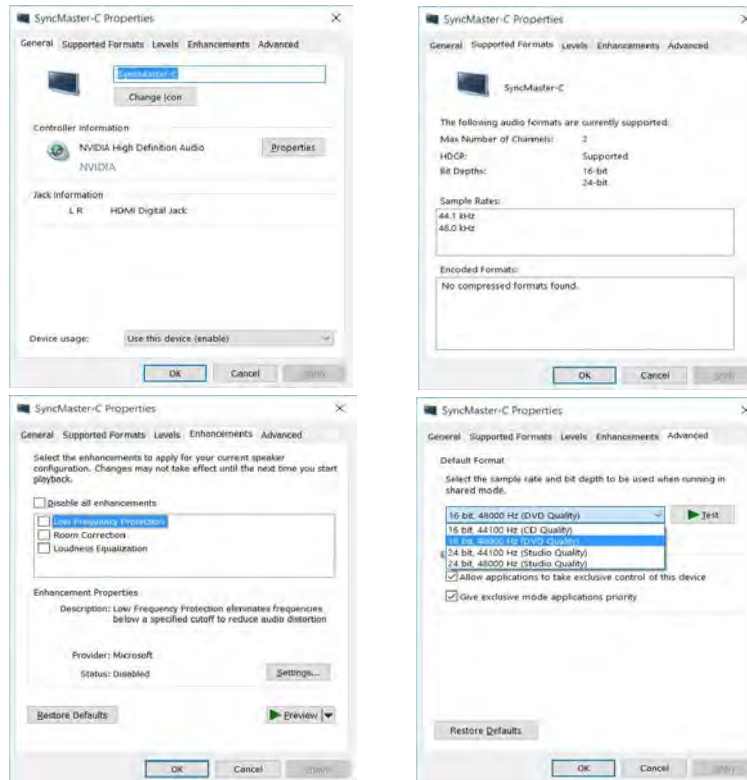 SyncMaster-C Properties
General Supported Formats Levels Enhancements Advanced
SyncMaster-C
Change Icon
Controller Information
NVIDIA High Definition Audio
Properties
NVIDIA
Jack Information
L R HDMI Digital Jack
Device usage:
Use this device (enable)
OK Cancel Apply
SyncMaster-C Properties
General Supported Formats Levels Enhancements Advanced
SyncMaster-C
The following audio formats are currently supported:
Max Number of Channels: 2
HDCP: Supported
Bit Depths: 16-bit
24-bit
Sample Rates:
44.1 kHz
48.0 kHz
Encoded Formats:
No compressed formats found.
OK Cancel Apply
SyncMaster-C Properties
General Supported Formats Levels Enhancements Advanced
Select the enhancements to apply for your current speaker
configuration. Changes may not take effect until the next time you start
playback.
Disable all enhancements
Low Frequency Protection
Room Correction
Loudness Equalization
Enhancement Properties
Description: Low Frequency Protection eliminates frequencies
below a specified cutoff to reduce audio distortion
Provider: Microsoft
Status: Disabled
Settings...
Restore Defaults
Preview
OK Cancel Apply
SyncMaster-C Properties
General Supported Formats Levels Enhancements Advanced
Default Format
Select the sample rate and bit depth to be used when running in
shared mode.
16 bit, 48000 Hz (DVD Quality)
Test
16 bit, 44100 Hz (CD Quality)
16 bit, 48000 Hz (DVD Quality)
24 bit, 44100 Hz (Studio Quality)
24 bit, 48000 Hz (Studio Quality)
Allow applications to take exclusive control of this device
Give exclusive mode applications priority
Restore Defaults
OK Cancel Apply